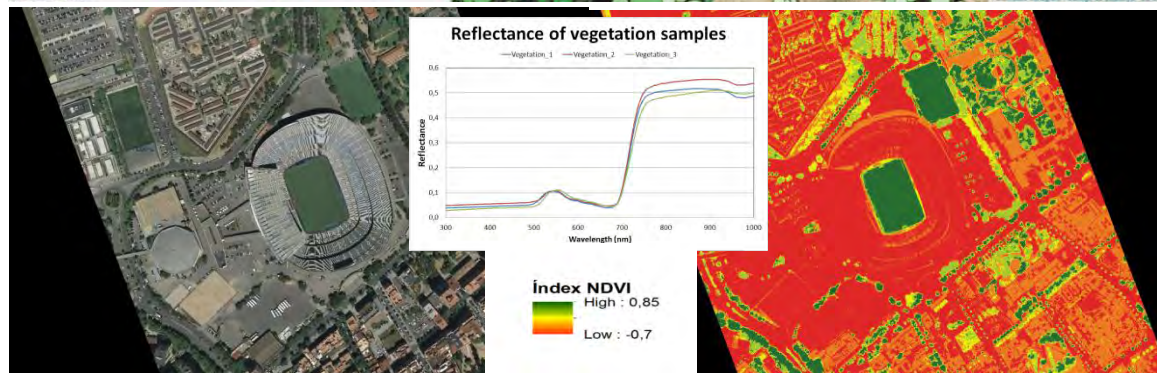 Reflectance of vegetation samples
Vegetation_1 Vegetation_2 Vegetation_3
0,6
0,5
0,4
0,3
0,2
0,1
0,0
Reflectance
300 400 500 600 700 800 900 1000
Wavelength [nm]
Índex NDVI
High : 0,85
Low : -0,7